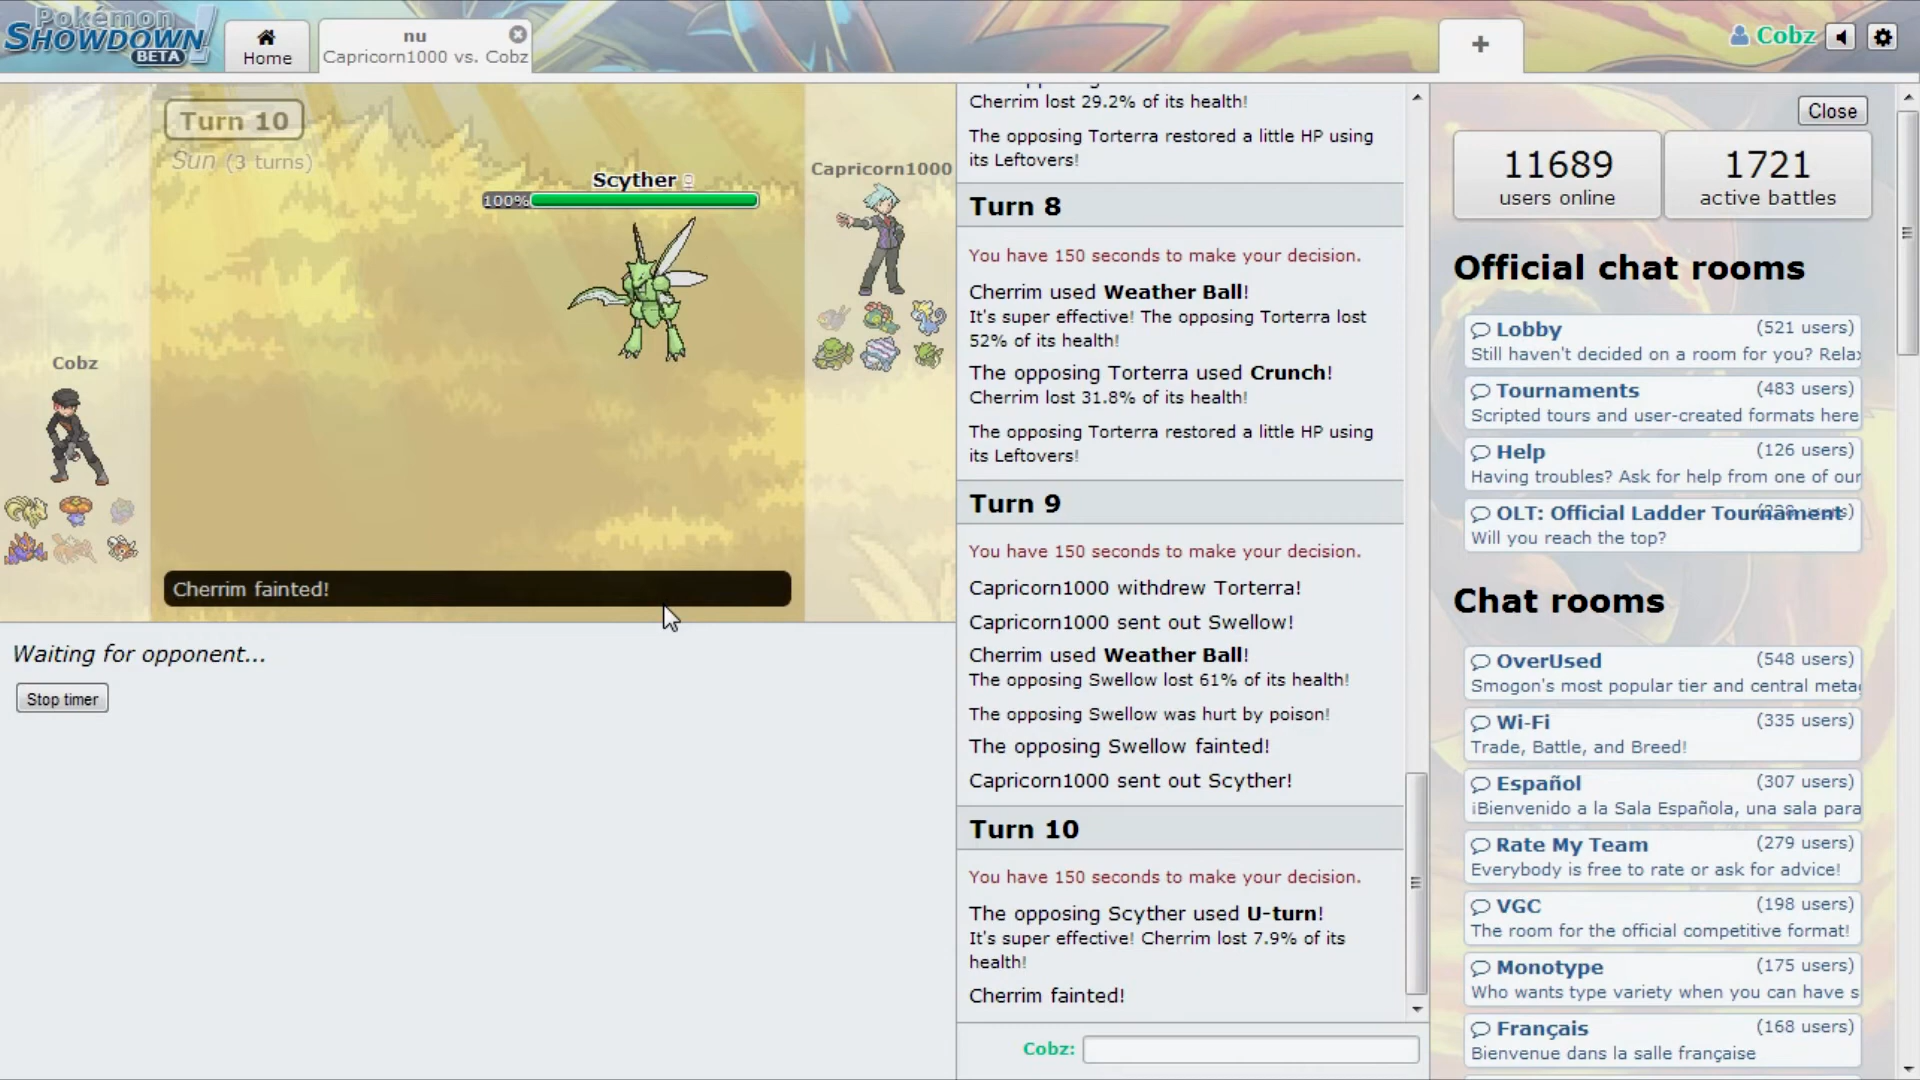 Pokémon
SHOWDOWN!
BETA
Home
nu
Capricorn1000 vs. Cobz
+
Cobz
Turn 10
Sun (3 turns)
Scyther
100%
Capricorn1000
Cobz
Cherrim fainted!
Waiting for opponent...
Stop timer
Cherrim lost 29.2% of its health!
The opposing Torterra restored a little HP using
its Leftovers!
Turn 8
You have 150 seconds to make your decision.
Cherrim used Weather Ball!
It's super effective! The opposing Torterra lost
52% of its health!
The opposing Torterra used Crunch!
Cherrim lost 31.8% of its health!
The opposing Torterra restored a little HP using
its Leftovers!
Turn 9
You have 150 seconds to make your decision.
Capricorn1000 withdrew Torterra!
Capricorn1000 sent out Swellow!
Cherrim used Weather Ball!
The opposing Swellow lost 61% of its health!
The opposing Swellow was hurt by poison!
The opposing Swellow fainted!
Capricorn1000 sent out Scyther!
Turn 10
You have 150 seconds to make your decision.
The opposing Scyther used U-turn!
It's super effective! Cherrim lost 7.9% of its
health!
Cherrim fainted!
Cobz:
Close
11689
users online
1721
active battles
Official chat rooms
Lobby (521 users)
Still haven't decided on a room for you? Rela
Tournaments (483 users)
Scripted tours and user-created formats here
Help (126 users)
Having troubles? Ask for help from one of our
OLT: Official Ladder Tournament
Will you reach the top?
Chat rooms
OverUsed (548 users)
Smogon's most popular tier and central meta
Wi-Fi (335 users)
Trade, Battle, and Breed!
Español (307 users)
¡Bienvenido a la Sala Española, una sala para
Rate My Team (279 users)
Everybody is free to rate or ask for advice!
VGC (198 users)
The room for the official competitive format!
Monotype (175 users)
Who wants type variety when you can have s
Français (168 users)
Bienvenue dans la salle française